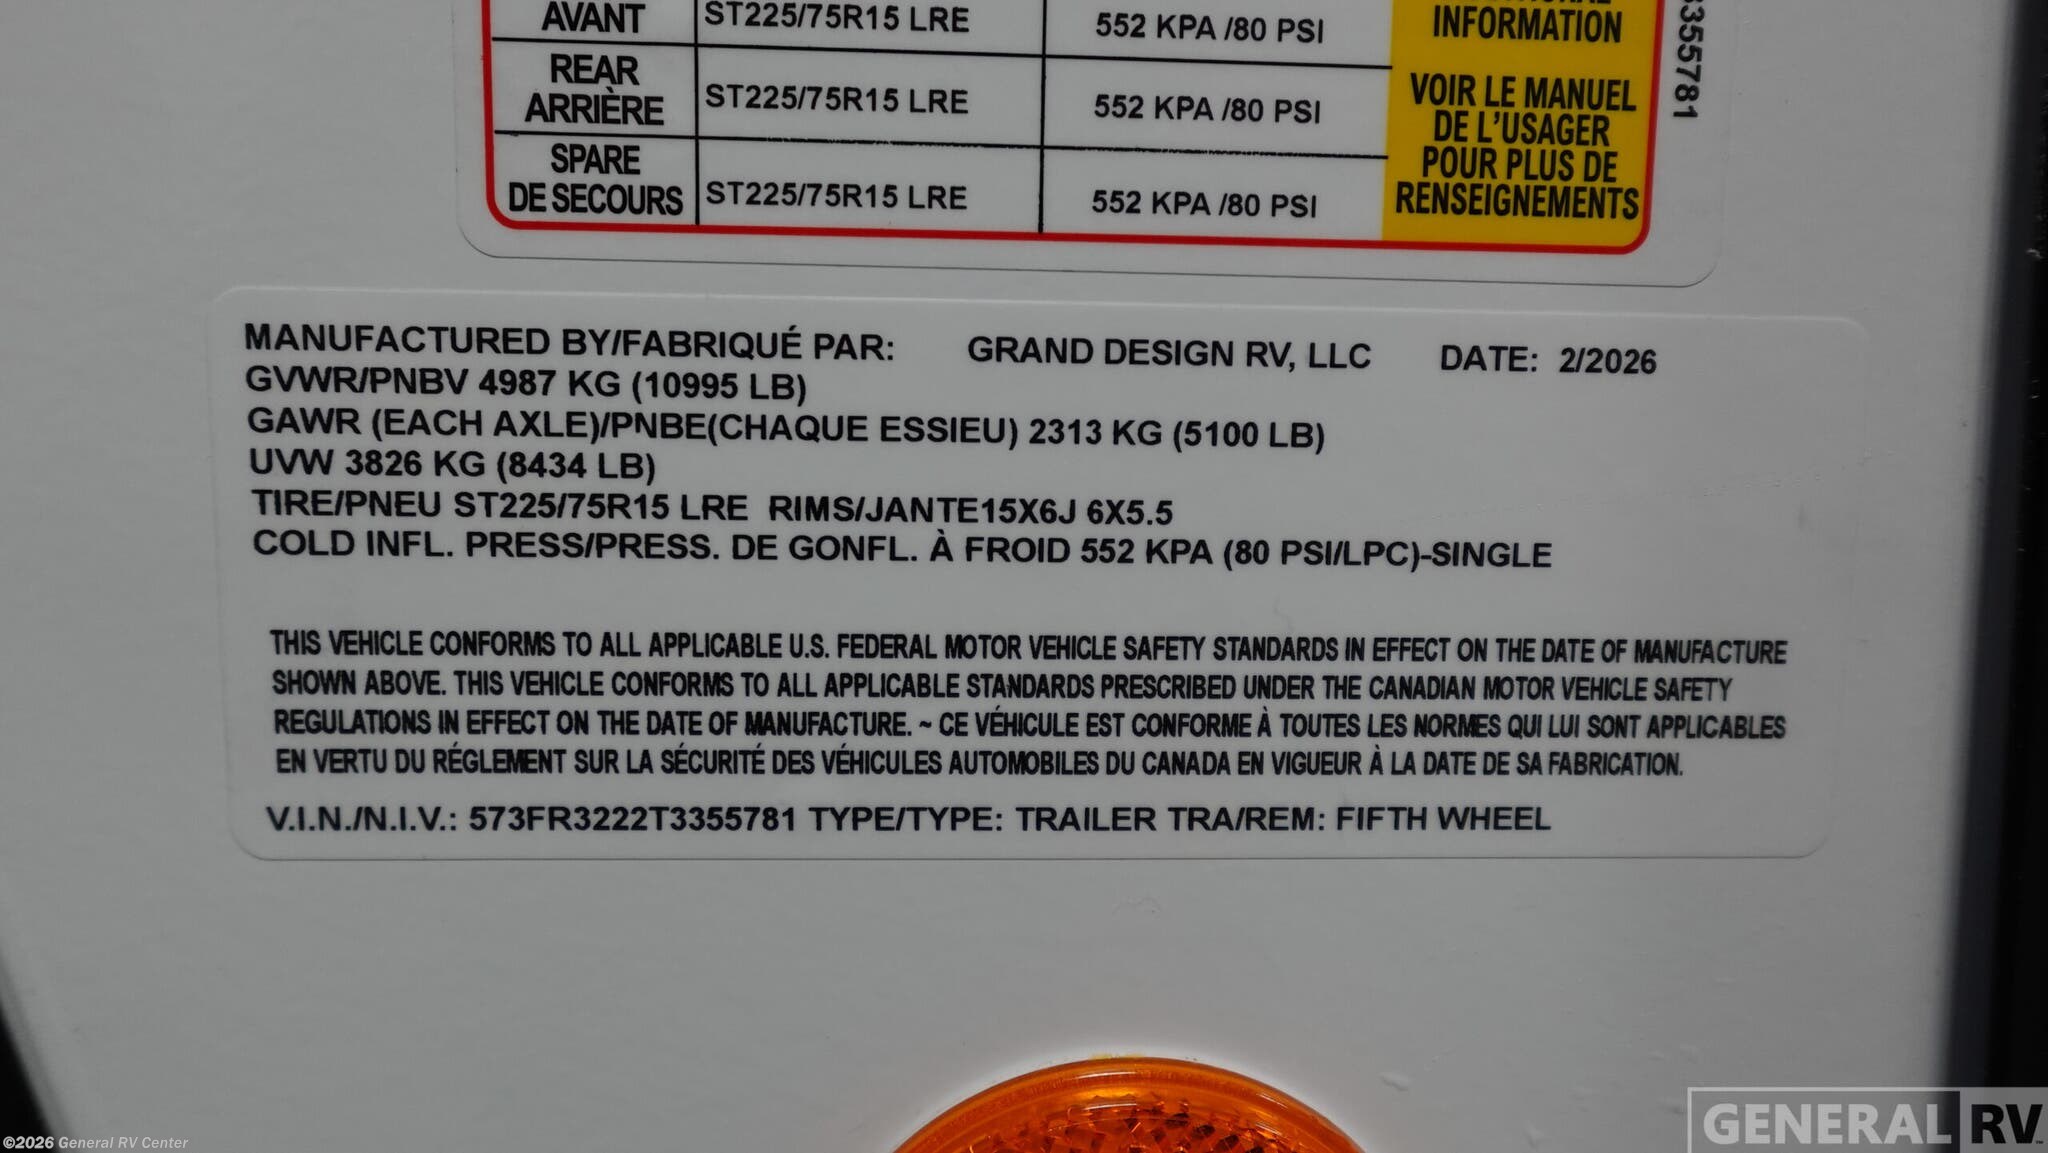 AVANT ST225/75R15 LRE 552 KPA /80 PSI
INFORMATION
REAR
ARRIÈRE ST225/75R15 LRE 552 KPA /80 PSI
SPARE
DE SECOURS ST225/75R15 LRE 552 KPA /80 PSI
VOIR LE MANUEL
DE L'USAGER
POUR PLUS DE
RENSEIGNEMENTS
3355781
MANUFACTURED BY/FABRIQUÉ PAR: GRAND DESIGN RV, LLC DATE: 2/2026
GVWR/PNBV 4987 KG (10995 LB)
GAWR (EACH AXLE)/PNBE(CHAQUE ESSIEU) 2313 KG (5100 LB)
UVW 3826 KG (8434 LB)
TIRE/PNEU ST225/75R15 LRE RIMS/JANTE15X6J 6X5.5
COLD INFL. PRESS/PRESS. DE GONFL. À FROID 552 KPA (80 PSI/LPC)-SINGLE
THIS VEHICLE CONFORMS TO ALL APPLICABLE U.S. FEDERAL MOTOR VEHICLE SAFETY STANDARDS IN EFFECT ON THE DATE OF MANUFACTURE
SHOWN ABOVE. THIS VEHICLE CONFORMS TO ALL APPLICABLE STANDARDS PRESCRIBED UNDER THE CANADIAN MOTOR VEHICLE SAFETY
REGULATIONS IN EFFECT ON THE DATE OF MANUFACTURE. ~ CE VÉHICULE EST CONFORME À TOUTES LES NORMES QUI LUI SONT APPLICABLES
EN VERTU DU RÉGLEMENT SUR LA SÉCURITÉ DES VÉHICULES AUTOMOBILES DU CANADA EN VIGUEUR À LA DATE DE SA FABRICATION.
V.I.N./N.I.V.: 573FR3222T3355781 TYPE/TYPE: TRAILER TRA/REM: FIFTH WHEEL
©2026 General RV Center
GENERAL RV